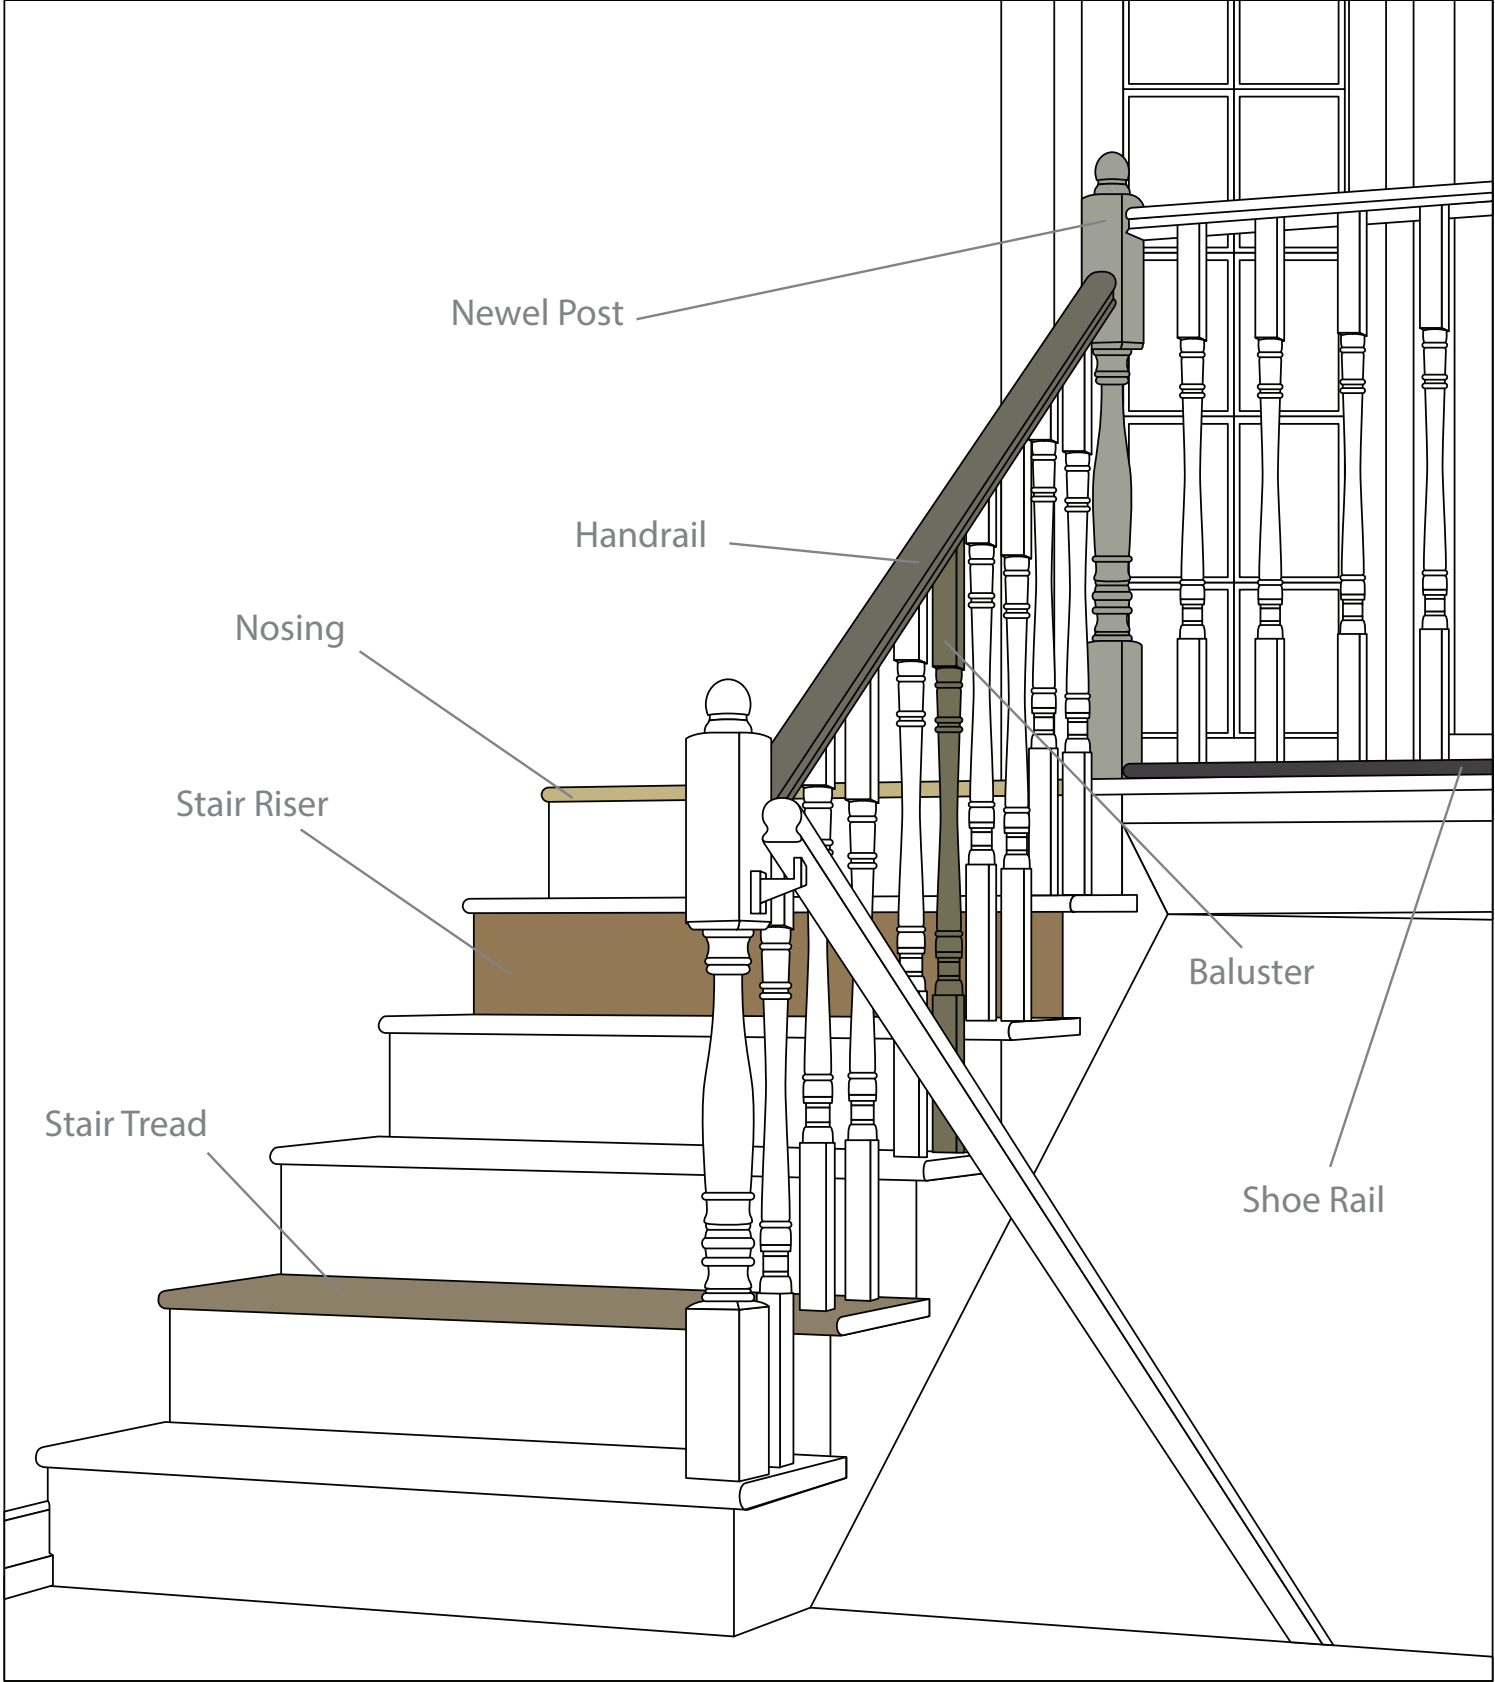 Newel Post
Handrail
Nosing
Stair Riser
Baluster
Stair Tread
Shoe Rail